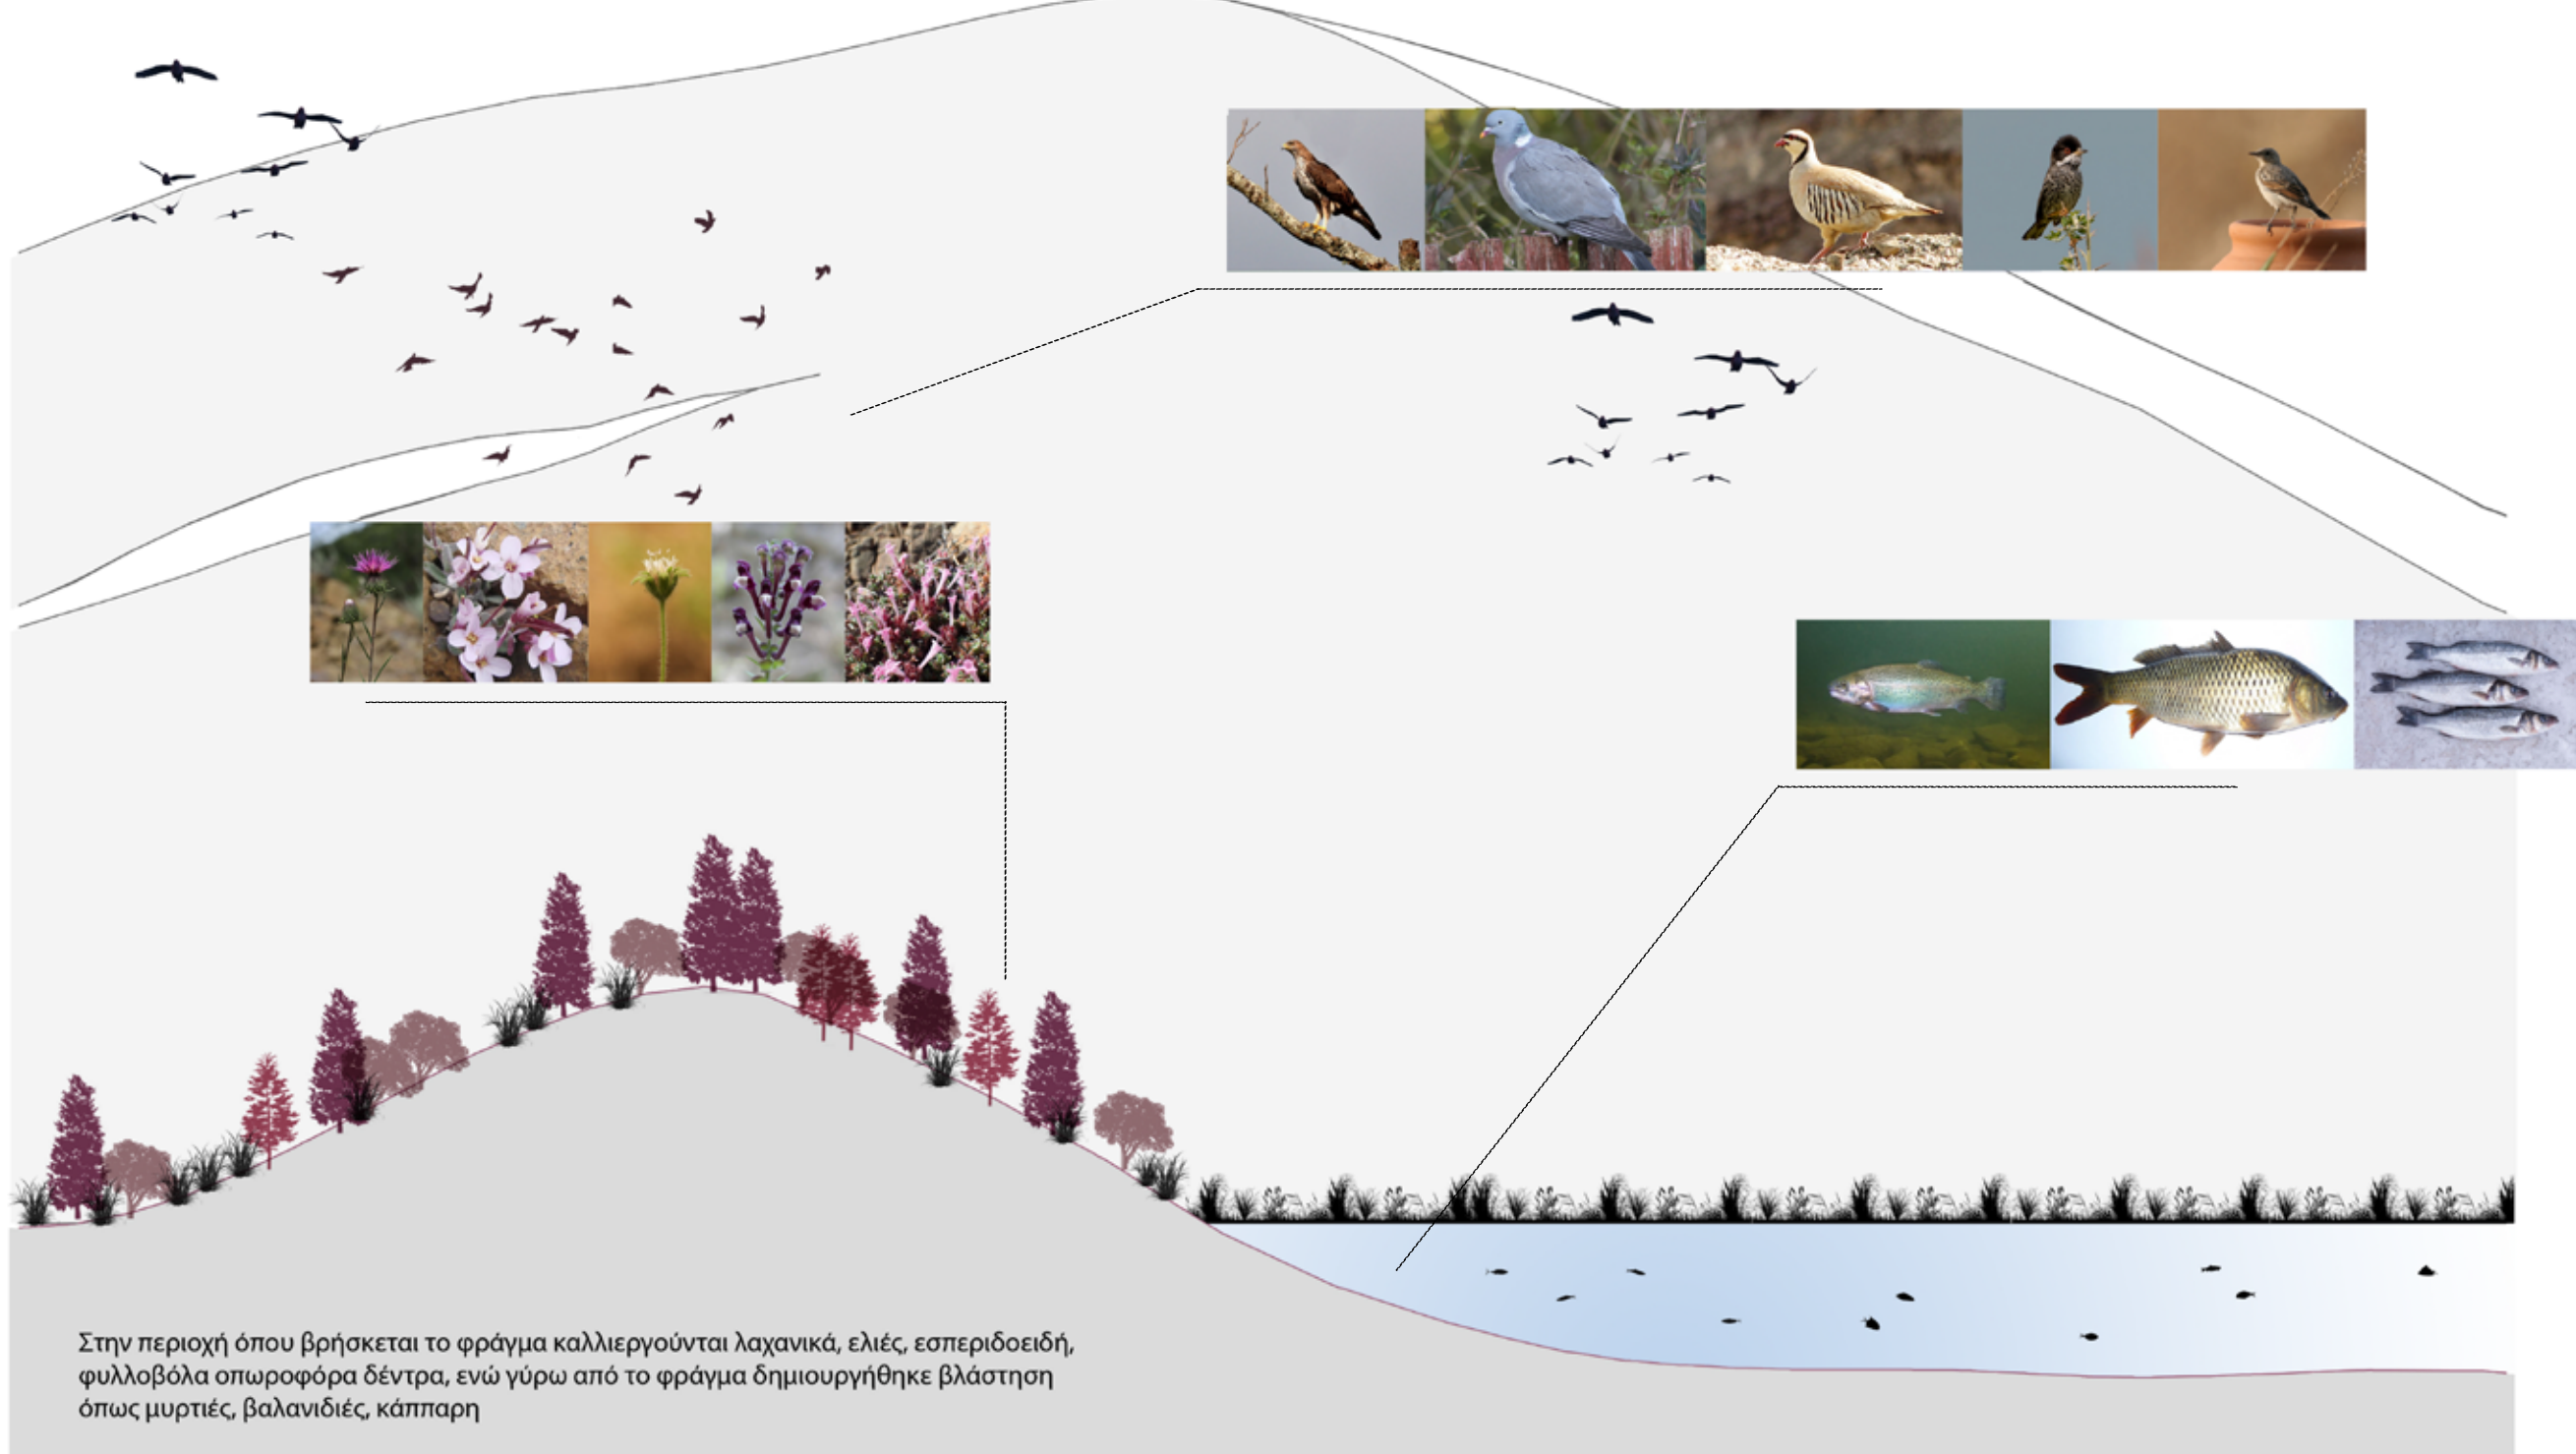 Στην περιοχή όπου βρήσκεται το φράγμα καλλιεργούνται λαχανικά, ελιές, εσπεριδοειδή,
φυλλοβόλα οπωροφόρα δέντρα, ενώ γύρω από το φράγμα δημιουργήθηκε βλάστηση
όπως μυρτιές, βαλανιδιές, κάππαρη